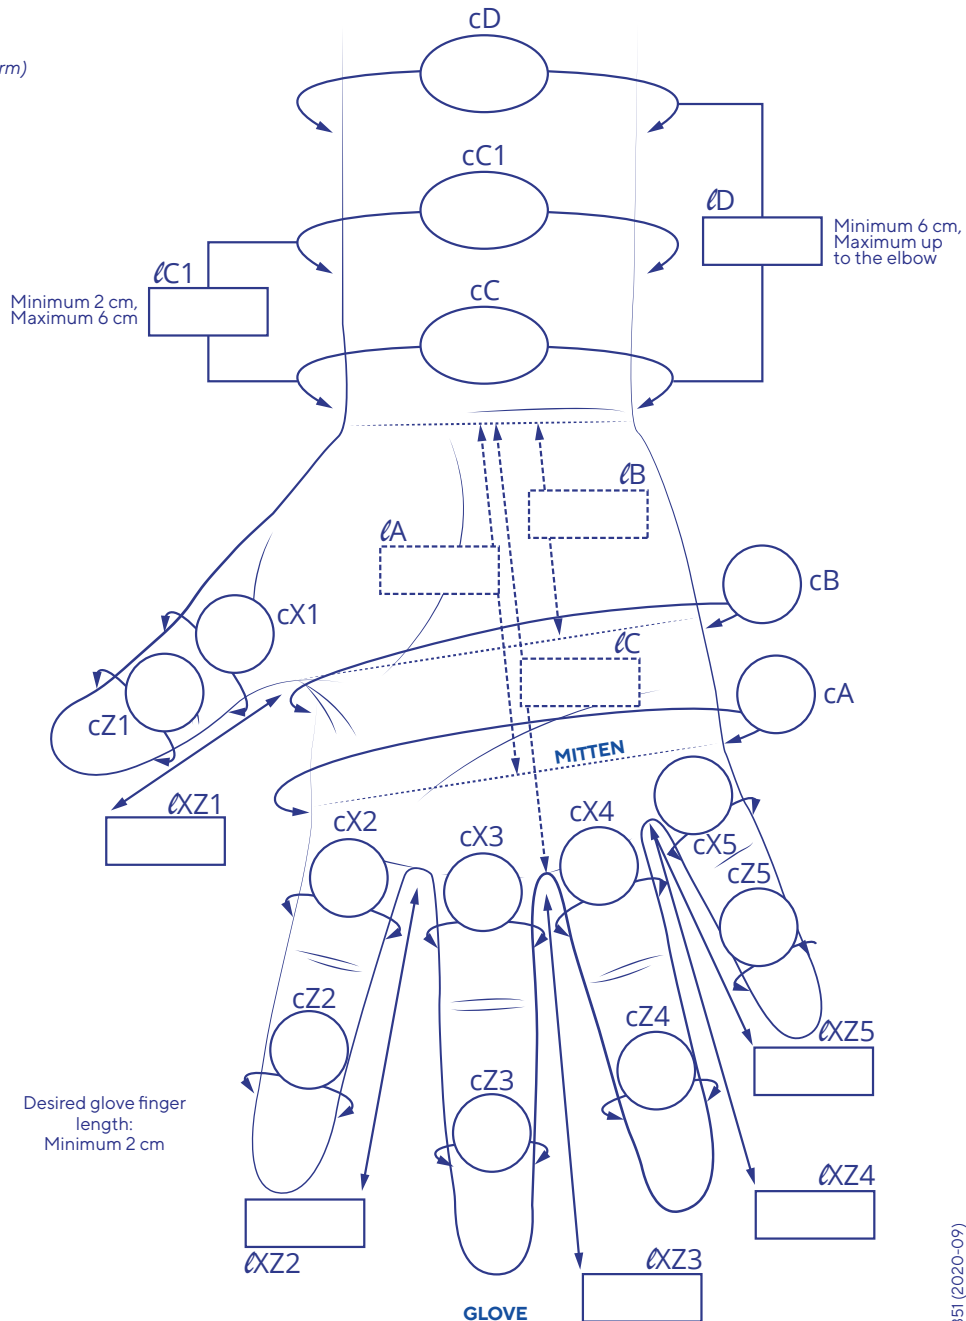 cD
rm)
cC1
ℓD
Minimum 6 cm,
Maximum up
to the elbow
ℓC1
Minimum 2 cm,
Maximum 6 cm
cC
ℓB
ℓA
cB
cX1
ℓC
cA
cZ1
MITTEN
ℓXZ1
cX2
cX3
cX4
cX5
cZ5
cZ2
cZ4
ℓXZ5
cZ3
Desired glove finger
length:
Minimum 2 cm
ℓXZ4
ℓXZ2
ℓXZ3
GLOVE
351 (2020-09)